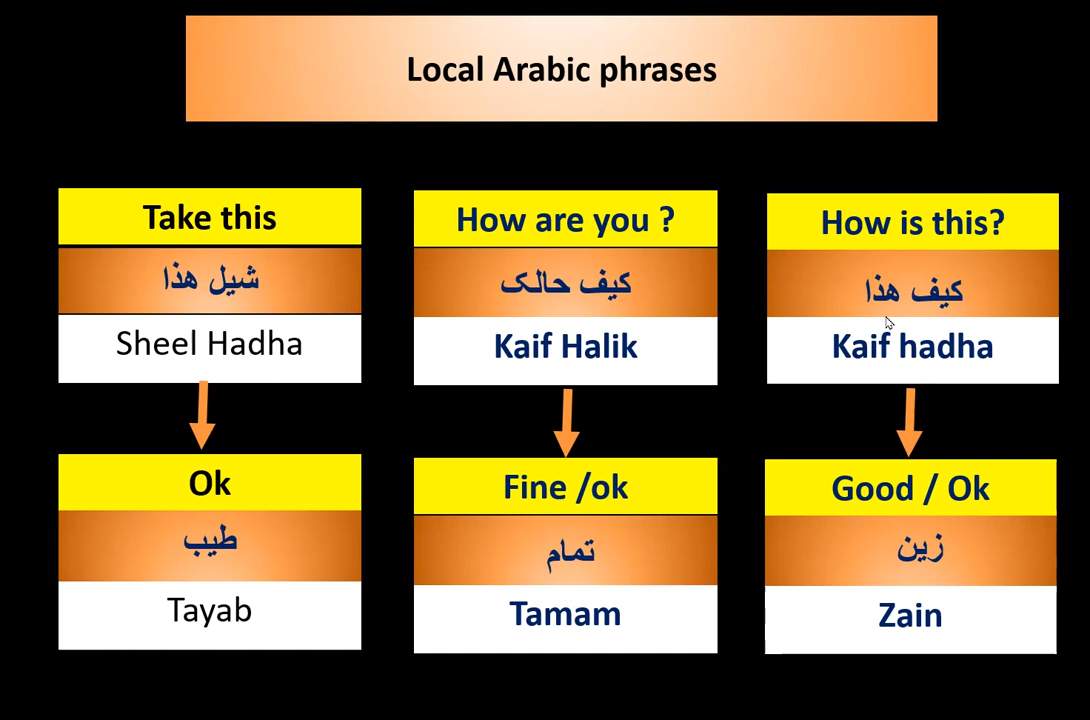 Local Arabic phrases
Take this
شيل هذا
Sheel Hadha
How are you ?
كيف حالک
Kaif Halik
How is this?
كيف هذا
Kaif hadha
Ok
طيب
Tayab
Fine /ok
تمام
Tamam
Good / Ok
زين
Zain